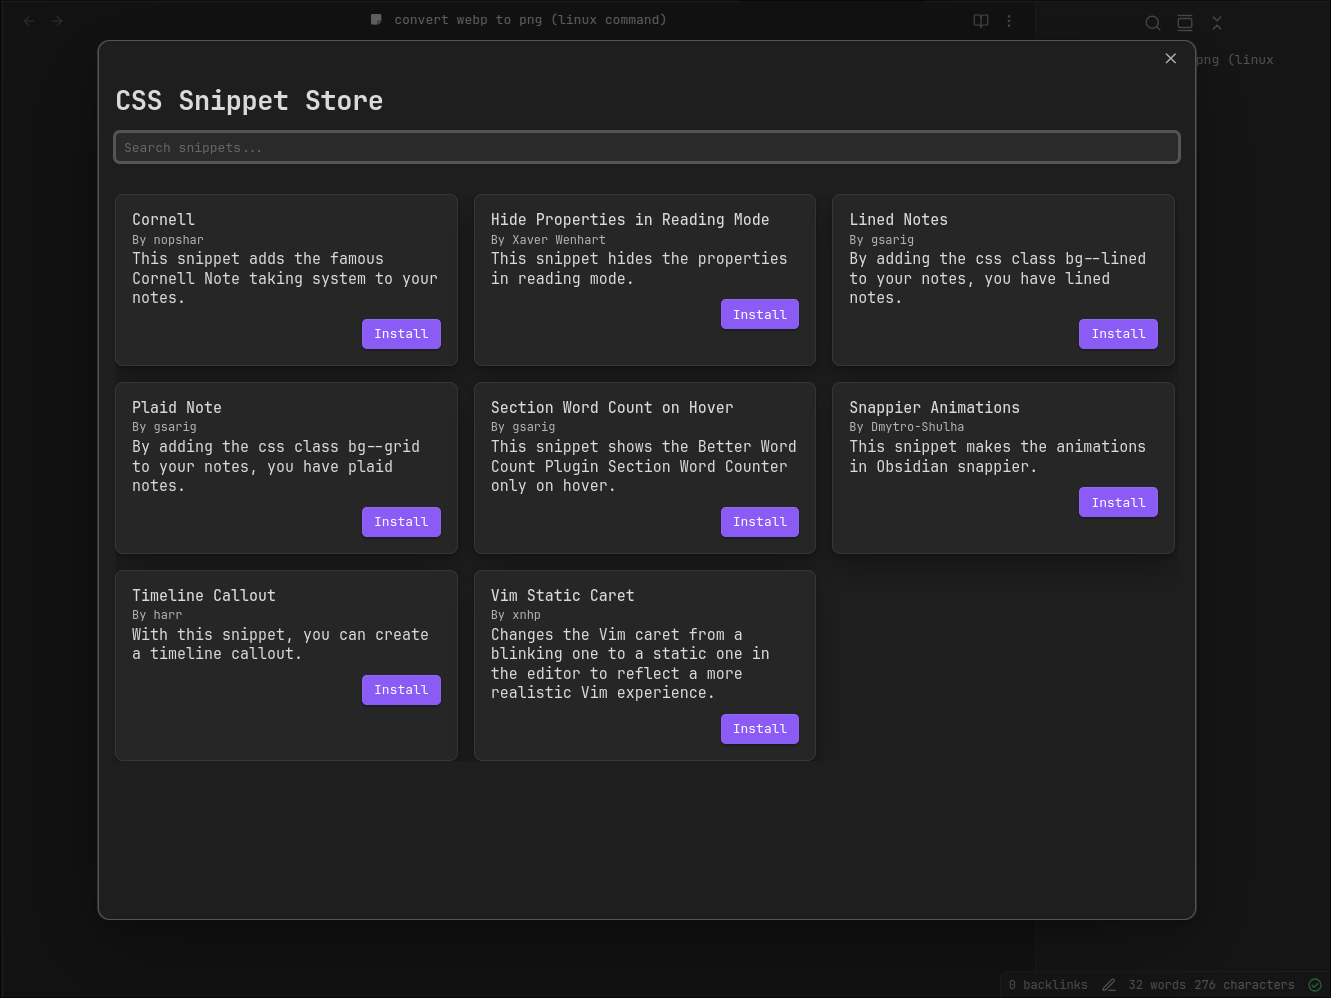 convert webp to png (linux command)
png (linux
CSS Snippet Store
Search snippets...
Cornell
By nopshar
This snippet adds the famous
Cornell Note taking system to your
notes.
Install
Hide Properties in Reading Mode
By Xaver Wenhart
This snippet hides the properties
in reading mode.
Install
Lined Notes
By gsarig
By adding the css class bg--lined
to your notes, you have lined
notes.
Install
Plaid Note
By gsarig
By adding the css class bg--grid
to your notes, you have plaid
notes.
Install
Section Word Count on Hover
By gsarig
This snippet shows the Better Word
Count Plugin Section Word Counter
only on hover.
Install
Snappier Animations
By Dmytro-Shulha
This snippet makes the animations
in Obsidian snappier.
Install
Timeline Callout
By harr
With this snippet, you can create
a timeline callout.
Install
Vim Static Caret
By xnhp
Changes the Vim caret from a
blinking one to a static one in
the editor to reflect a more
realistic Vim experience.
Install
0 backlinks 32 words 276 characters